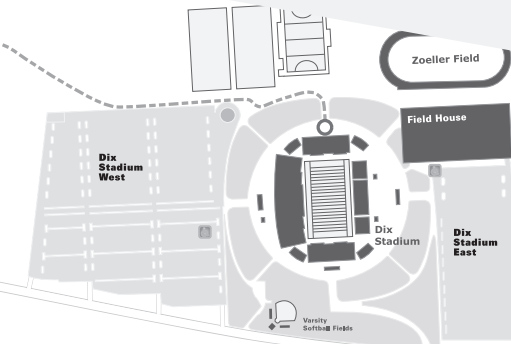 Zoeller Field
Field House
Dix
Stadium
West
Dix
Stadium
Dix
Stadium
East
Varsity
Softball Fields